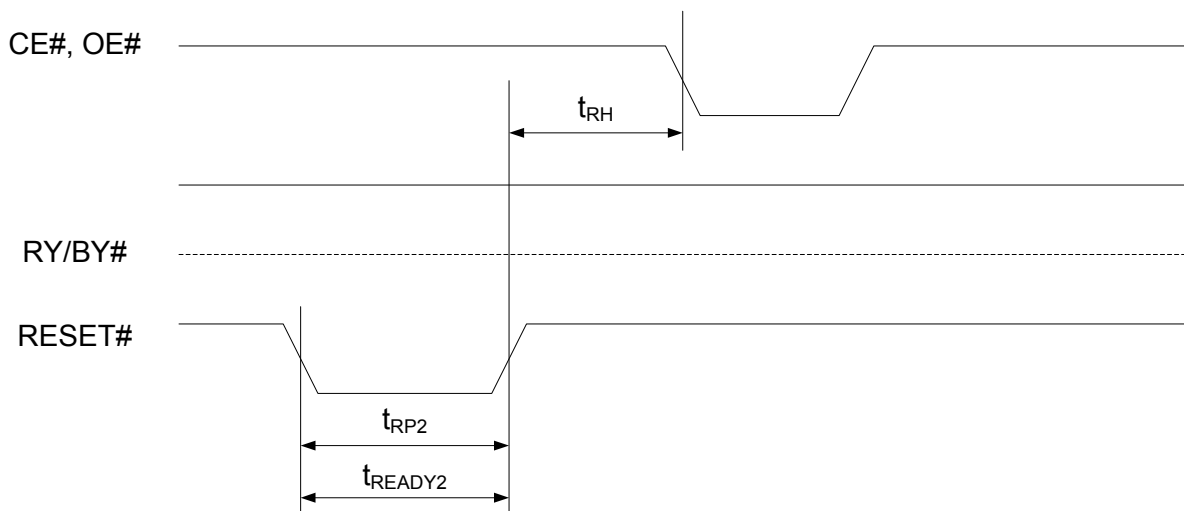 CE#, OE#
tRH
RY/BY#
RESET#
tRP2
tREADY2